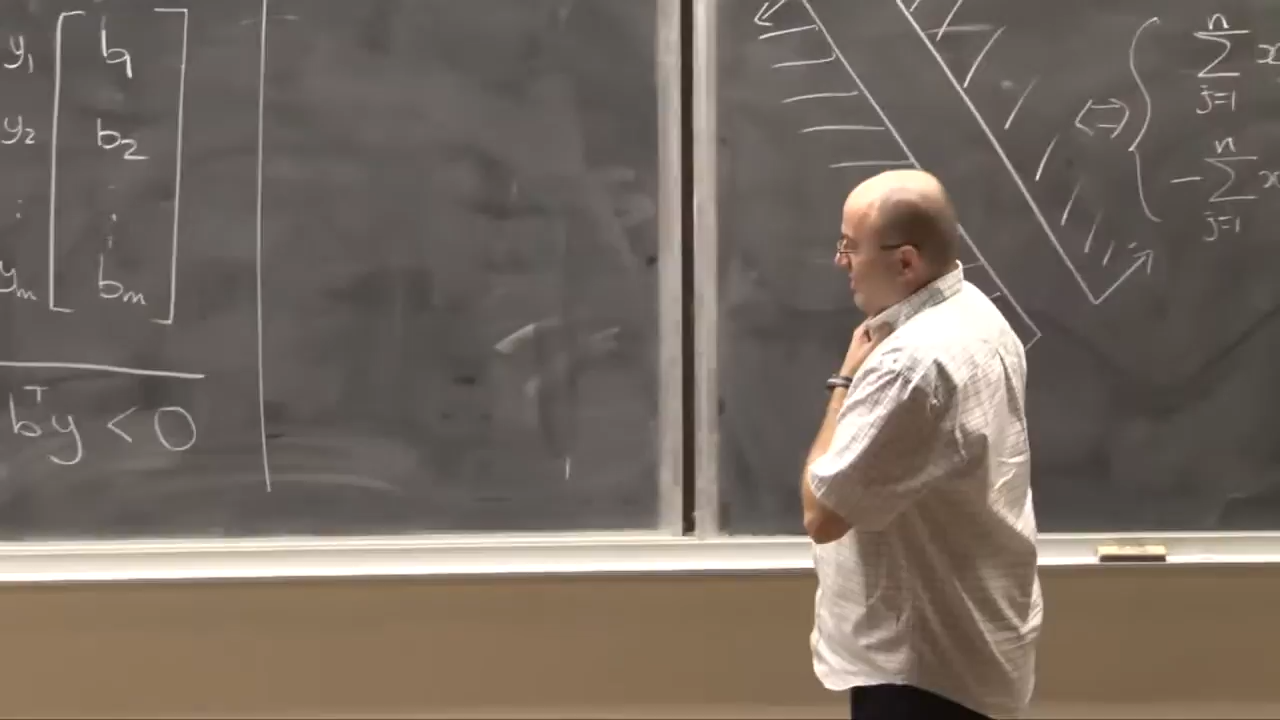 y₁ [ b₁ ]
y₂ [ b₂ ]
⋮ [ ⋮ ]
yₘ [ bₘ ]
bᵀy < 0
⇔ {
n
∑ x
j=1
n
-∑ x
j=1